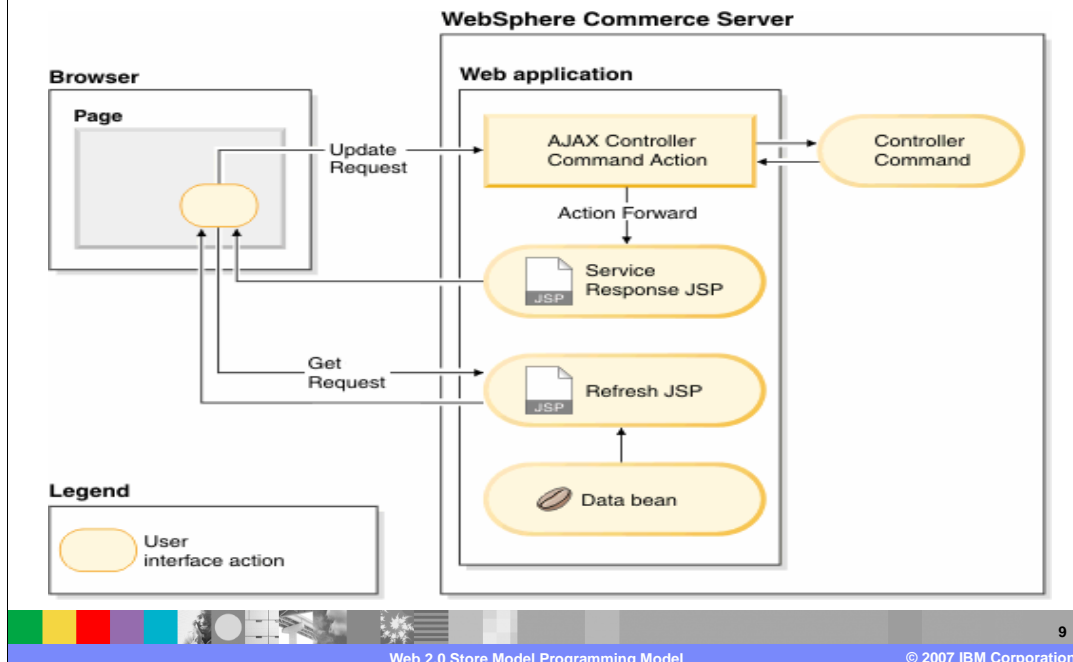 WebSphere Commerce Server
Browser
Web application
Page
Update
Request
AJAX Controller
Command Action
Controller
Command
Action Forward
JSP
Service
Response JSP
Get
Request
JSP
Refresh JSP
Data bean
Legend
User
interface action
9
Web 2.0 Store Model Programming Model
© 2007 IBM Corporation